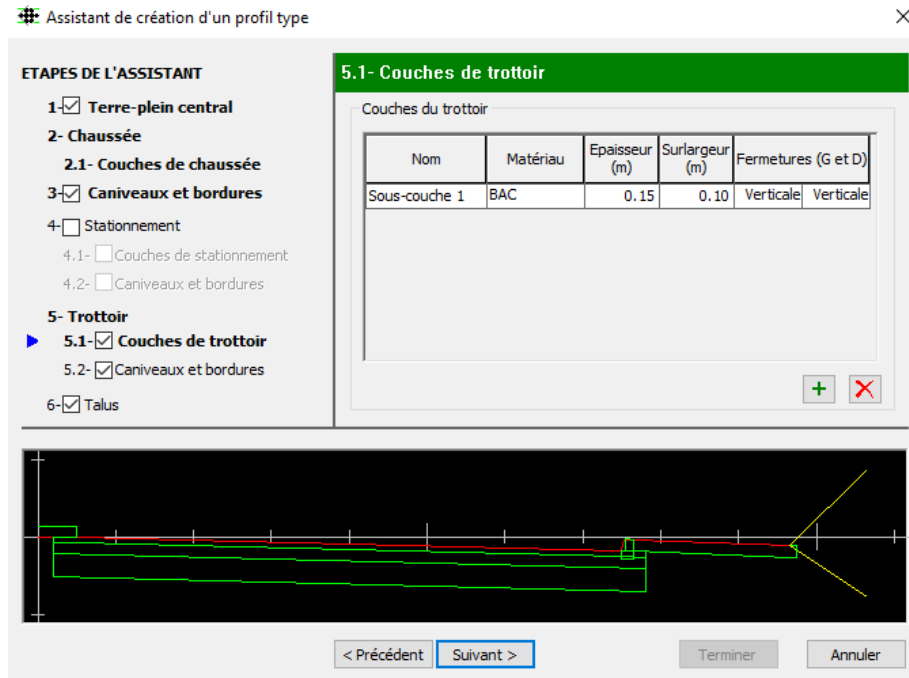 Assistant de création d'un profil type
ETAPES DE L'ASSISTANT
1- Terre-plein central
2- Chaussée
2.1- Couches de chaussée
3- Caniveaux et bordures
4- Stationnement
4.1- Couches de stationnement
4.2- Caniveaux et bordures
5- Trottoir
5.1- Couches de trottoir
5.2- Caniveaux et bordures
6- Talus
5.1- Couches de trottoir
Couches du trottoir
Nom Matériau Epaisseur (m) Surlargeur (m) Fermetures (G et D)
Sous-couche 1 BAC 0.15 0.10 Verticale Verticale
< Précédent Suivant > Terminer Annuler